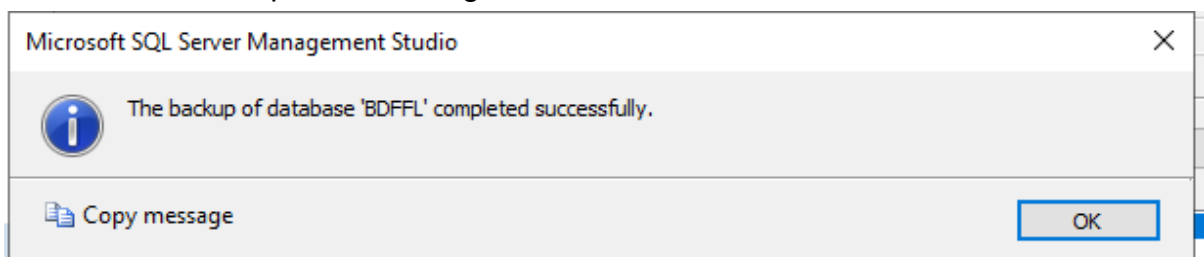 Microsoft SQL Server Management Studio
The backup of database 'BDFFL' completed successfully.
Copy message
OK